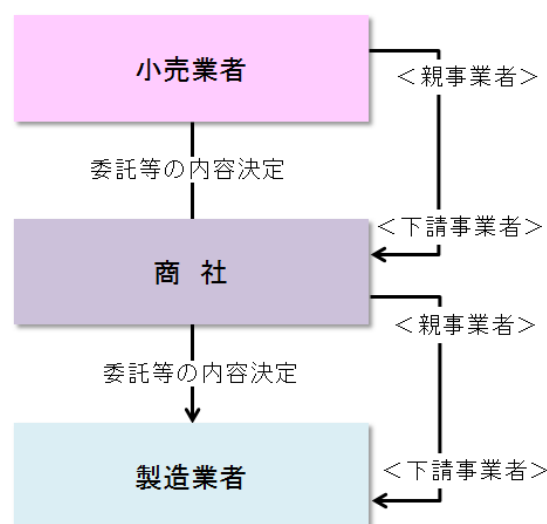 小売業者
＜親事業者＞
委託等の内容決定
＜下請事業者＞
商 社
＜親事業者＞
委託等の内容決定
＜下請事業者＞
製造業者